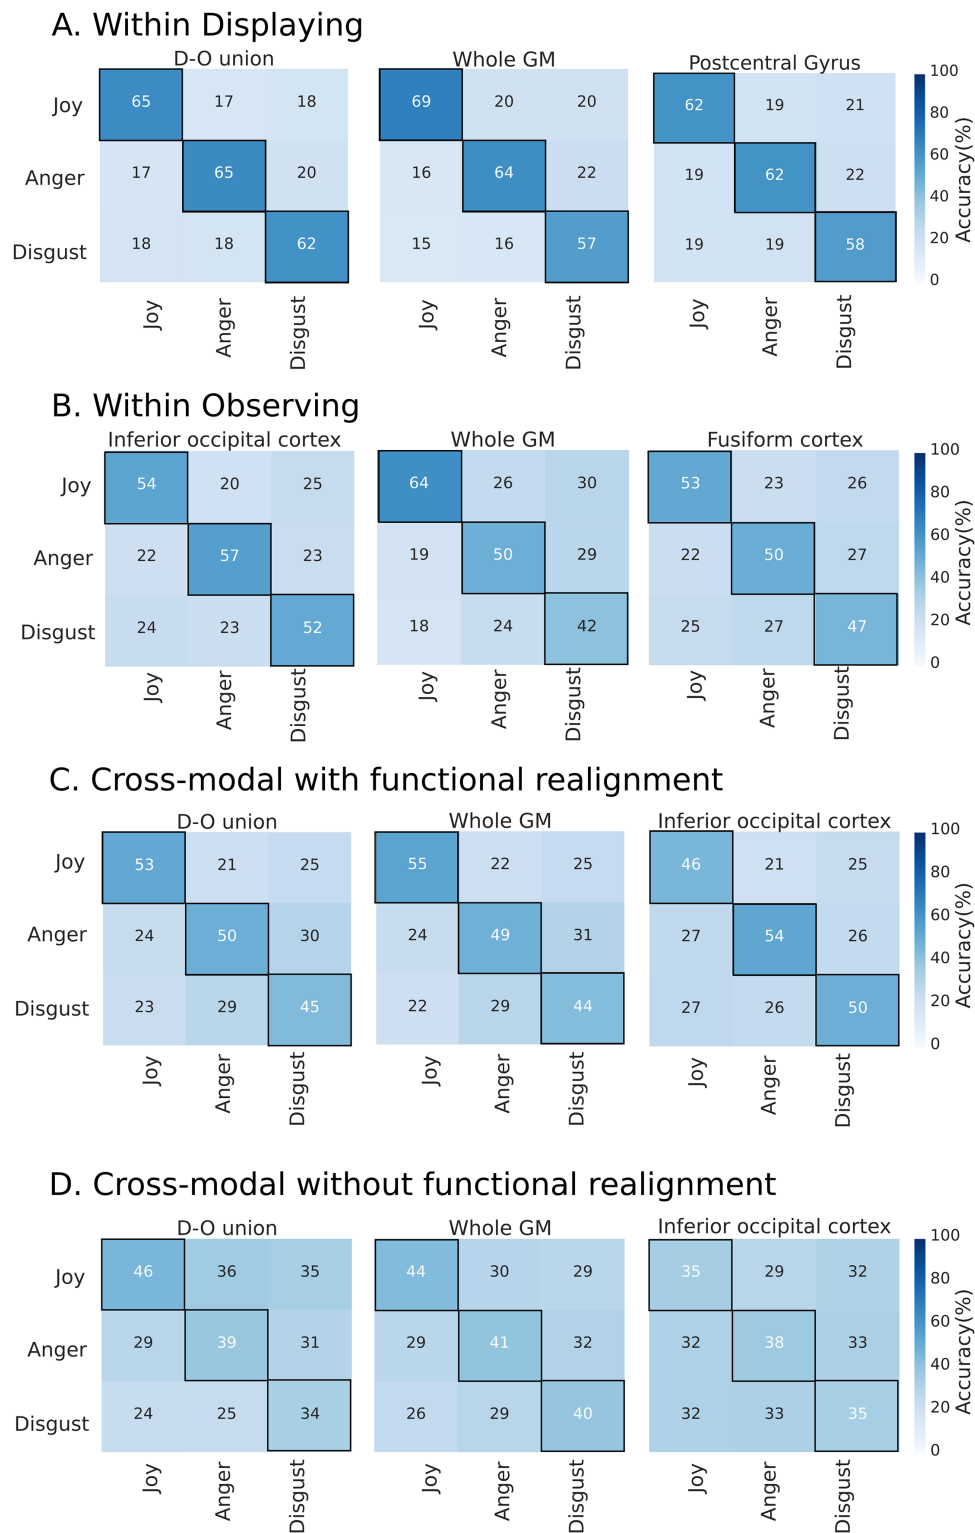 A. Within Displaying
D-O union Whole GM Postcentral Gyrus
Joy 65 17 18 69 20 20 62 19 21
Anger 17 65 20 16 64 22 19 62 22
Disgust 18 18 62 15 16 57 19 19 58
Joy Anger Disgust Joy Anger Disgust Joy Anger Disgust
100
80
60
40
20
0
Accuracy(%)
B. Within Observing
Inferior occipital cortex Whole GM Fusiform cortex
Joy 54 20 25 64 26 30 53 23 26
Anger 22 57 23 19 50 29 22 50 27
Disgust 24 23 52 18 24 42 25 27 47
Joy Anger Disgust Joy Anger Disgust Joy Anger Disgust
100
80
60
40
20
0
Accuracy(%)
C. Cross-modal with functional realignment
D-O union Whole GM Inferior occipital cortex
Joy 53 21 25 55 22 25 46 21 25
Anger 24 50 30 24 49 31 27 54 26
Disgust 23 29 45 22 29 44 27 26 50
Joy Anger Disgust Joy Anger Disgust Joy Anger Disgust
100
80
60
40
20
0
Accuracy(%)
D. Cross-modal without functional realignment
D-O union Whole GM Inferior occipital cortex
Joy 46 36 35 44 30 29 35 29 32
Anger 29 39 31 29 41 32 32 38 33
Disgust 24 25 34 26 29 40 32 33 35
Joy Anger Disgust Joy Anger Disgust Joy Anger Disgust
100
80
60
40
20
0
Accuracy(%)